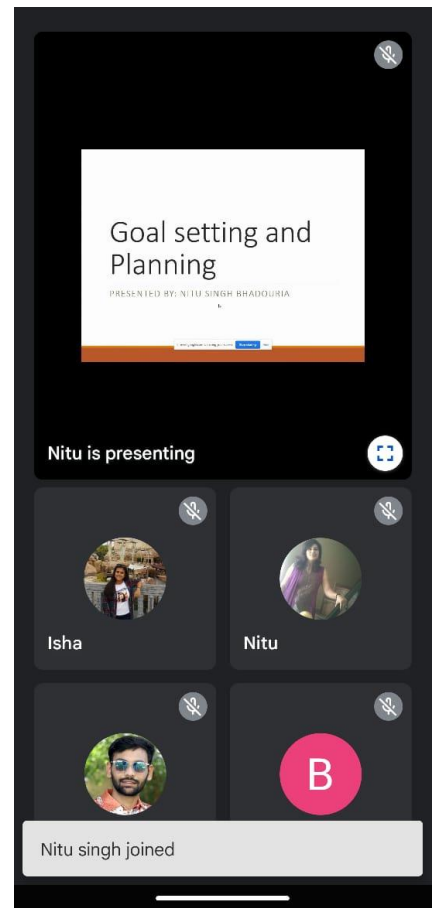 Goal setting and
Planning
PRESENTED BY: NITU SINGH BHADOURIA
Nitu is presenting
Isha
Nitu
B
Nitu singh joined